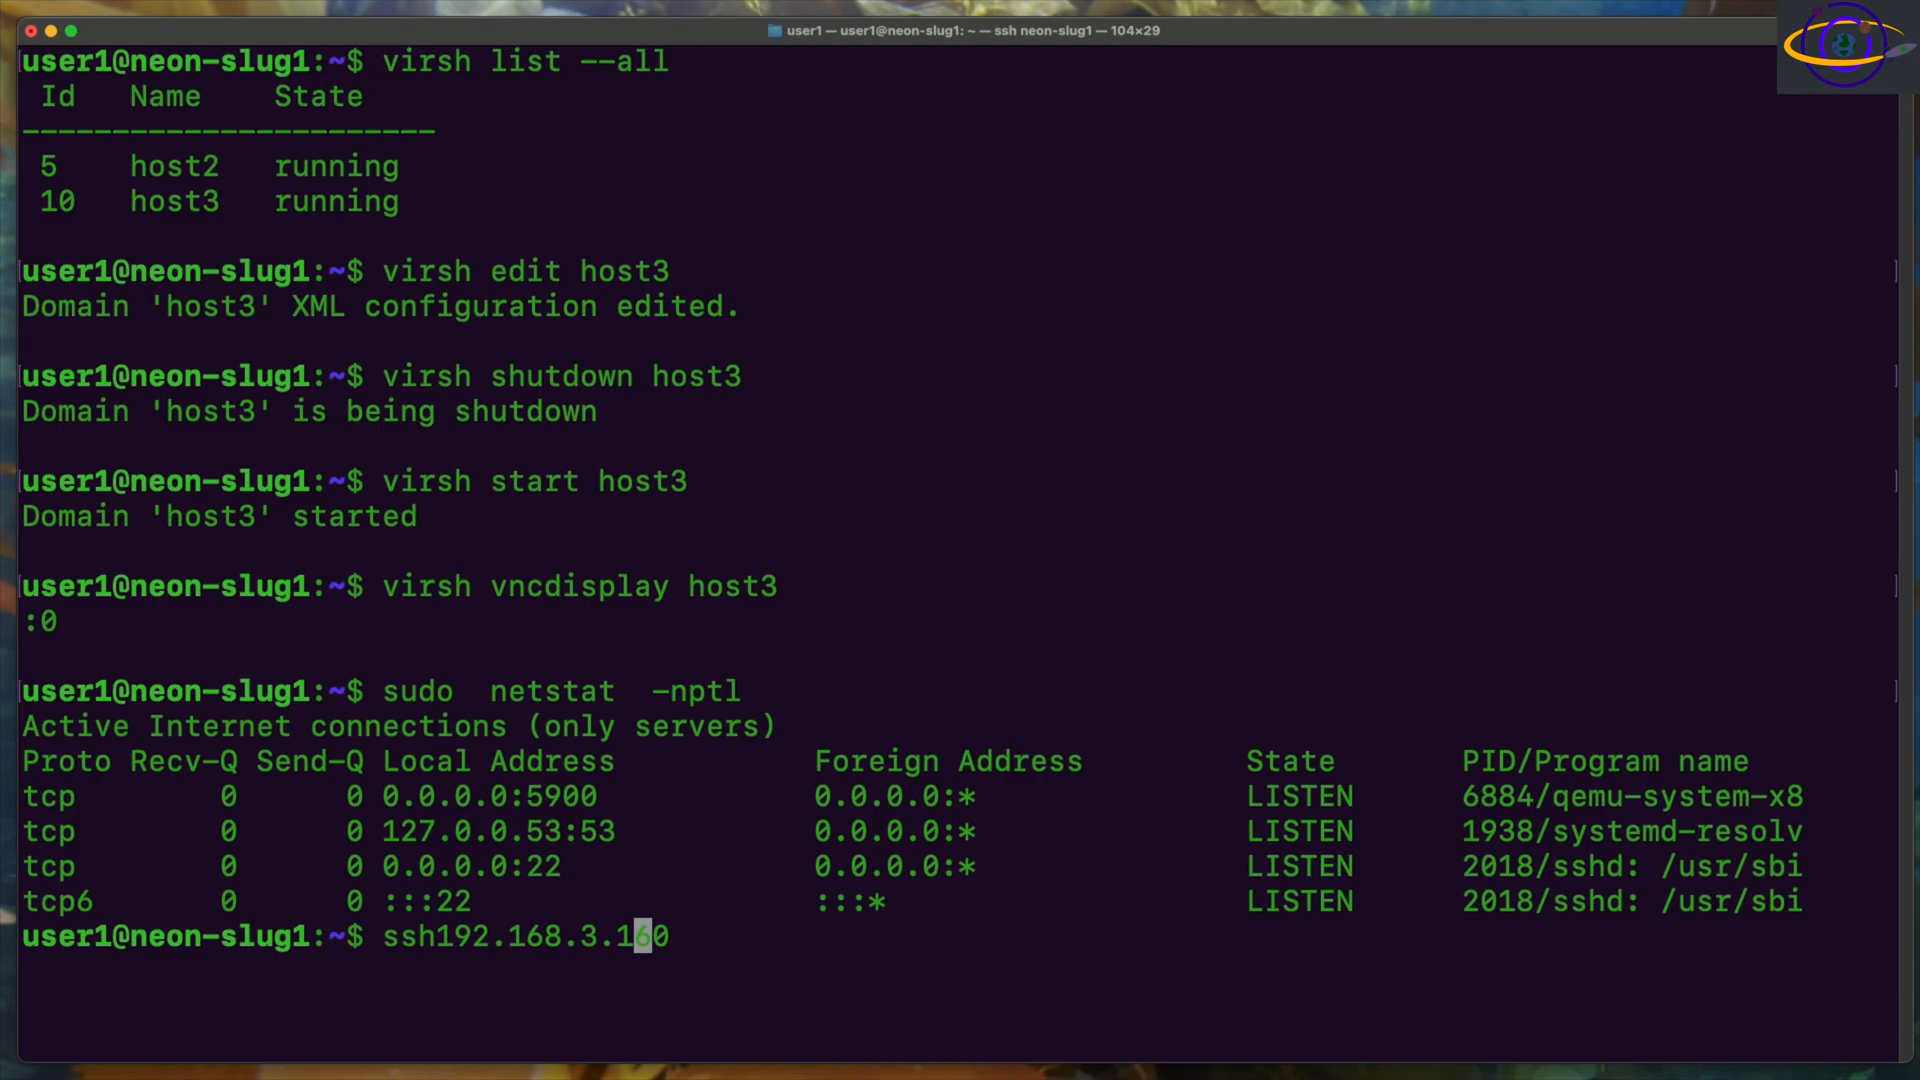 user1 — user1@neon-slug1: ~ — ssh neon-slug1 — 104×29
user1@neon-slug1:~$ virsh list --all
Id Name State
-----------------------
5 host2 running
10 host3 running
user1@neon-slug1:~$ virsh edit host3
Domain 'host3' XML configuration edited.
user1@neon-slug1:~$ virsh shutdown host3
Domain 'host3' is being shutdown
user1@neon-slug1:~$ virsh start host3
Domain 'host3' started
user1@neon-slug1:~$ virsh vncdisplay host3
:0
user1@neon-slug1:~$ sudo  netstat  -nptl
Active Internet connections (only servers)
Proto Recv-Q Send-Q Local Address Foreign Address State PID/Program name
tcp 0 0 0.0.0.0:5900 0.0.0.0:* LISTEN 6884/qemu-system-x8
tcp 0 0 127.0.0.53:53 0.0.0.0:* LISTEN 1938/systemd-resolv
tcp 0 0 0.0.0.0:22 0.0.0.0:* LISTEN 2018/sshd: /usr/sbi
tcp6 0 0 :::22 :::* LISTEN 2018/sshd: /usr/sbi
user1@neon-slug1:~$ ssh192.168.3.160